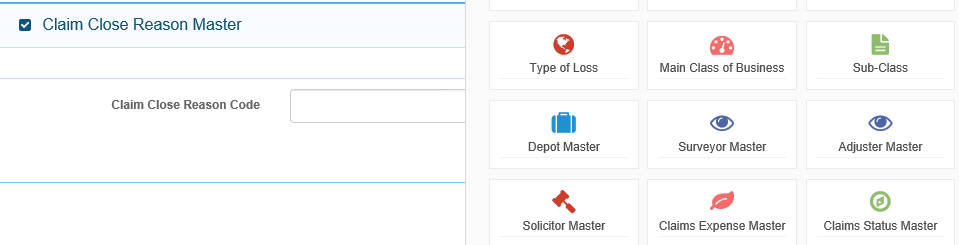 Claim Close Reason Master
Claim Close Reason Code
Type of Loss
Main Class of Business
Sub-Class
Depot Master
Surveyor Master
Adjuster Master
Solicitor Master
Claims Expense Master
Claims Status Master